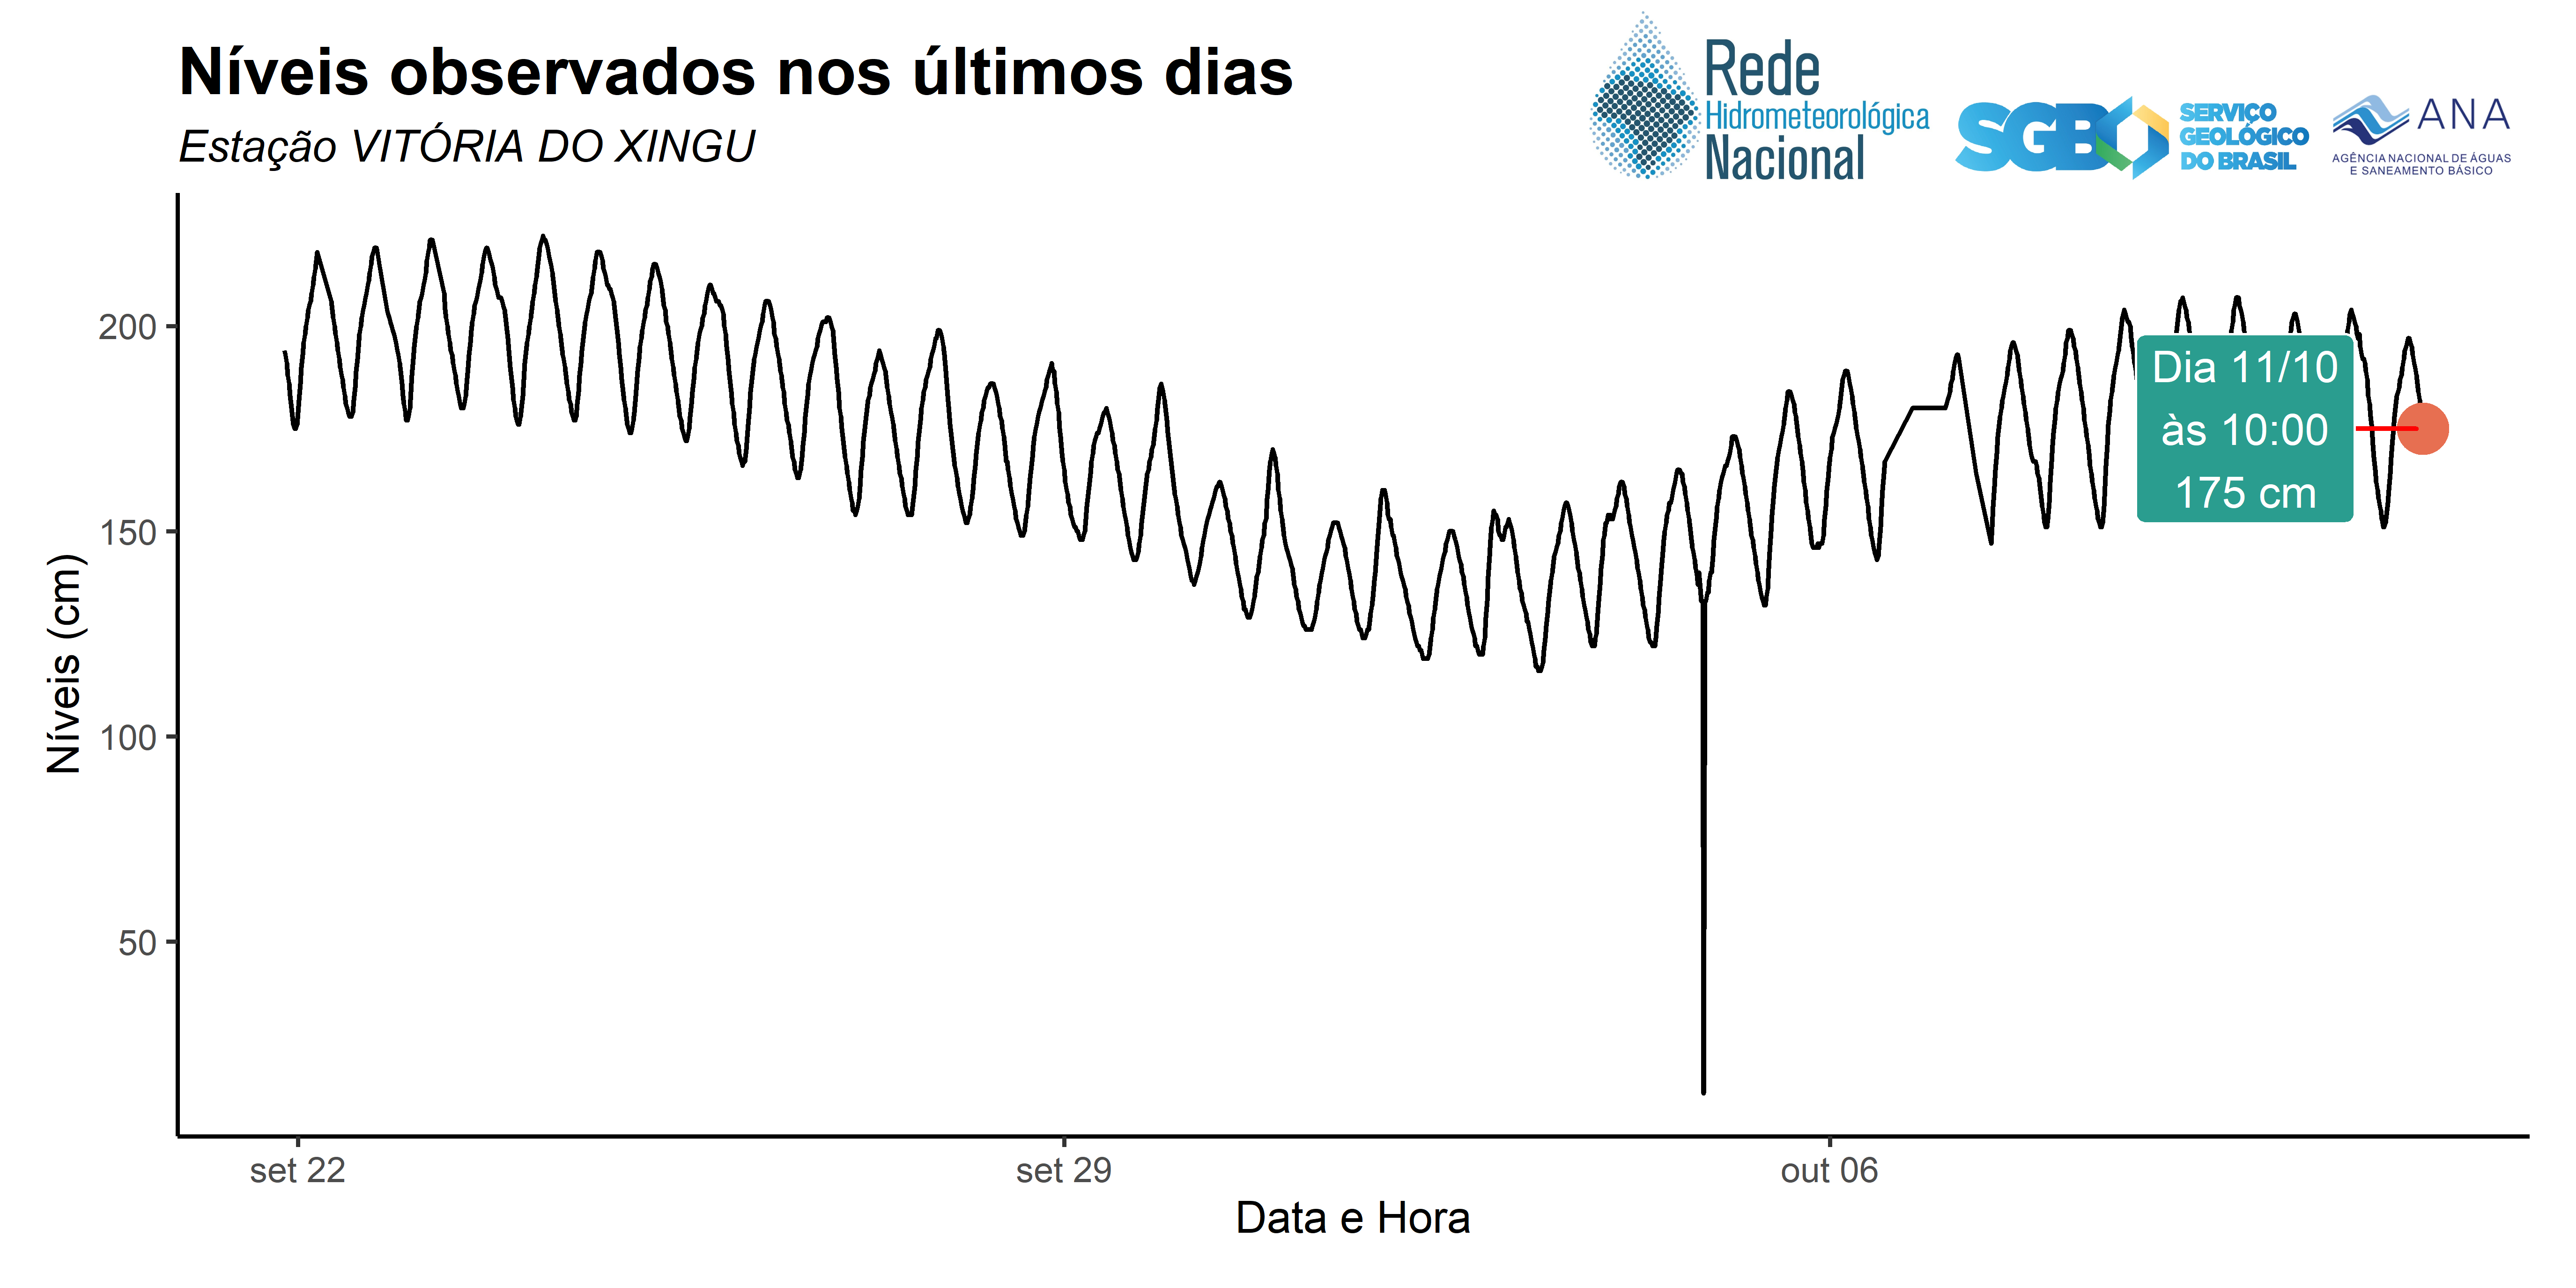 Níveis observados nos últimos dias
Estação VITÓRIA DO XINGU
Rede
Hidrometeorológica
Nacional
SGB
SERVIÇO
GEOLÓGICO
DO BRASIL
ANA
AGÊNCIA NACIONAL DE ÁGUAS
E SANEAMENTO BÁSICO
Níveis (cm)
200
150
100
50
Dia 11/10
às 10:00
175 cm
set 22
set 29
out 06
Data e Hora